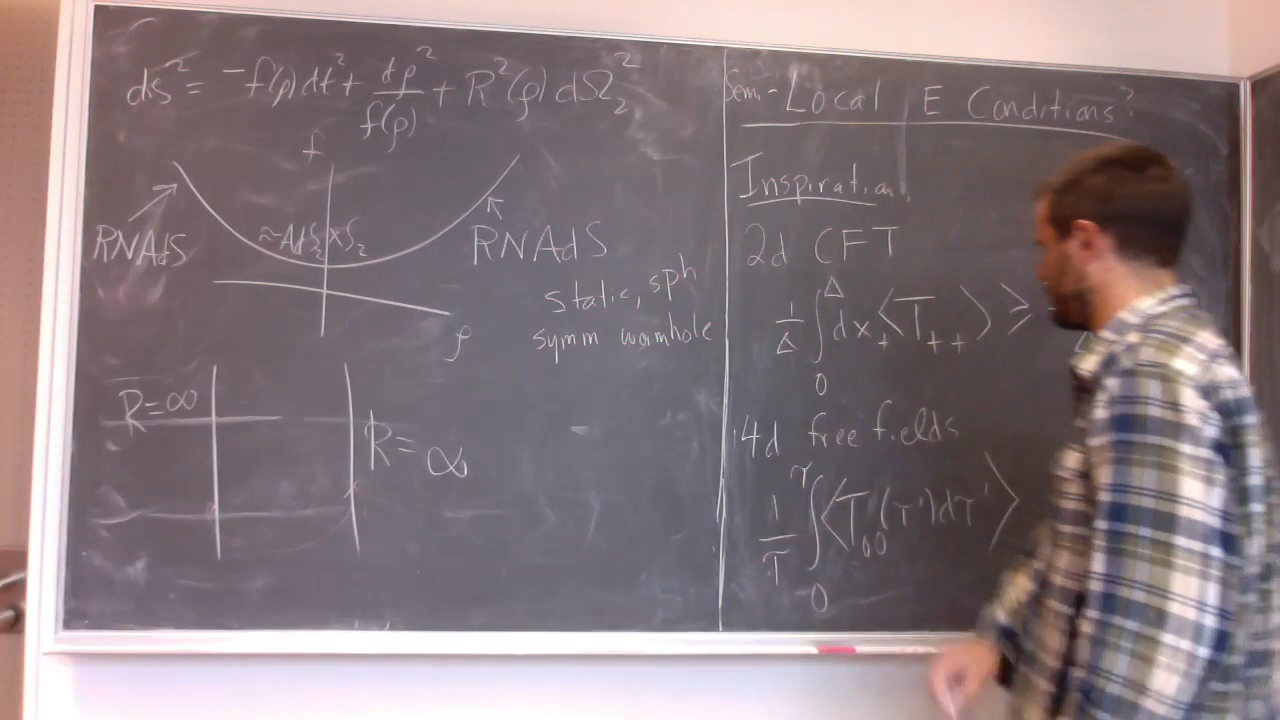 ds² = -f(ρ)dt² + dρ²/f(ρ) + R²(ρ)dΩ₂²
f
RNAdS
≈AdS₂×S₂
RNAdS
static, sph
symm wormhole
ρ
R=∞
R=∞
Semi-Local E Conditions?
Inspiration
2d CFT
1/Δ ∫₀^Δ dx₊ ⟨T₊₊⟩ ≥
4d free fields
1/τ ∫₀^τ ⟨T₀₀(τ')dτ'⟩